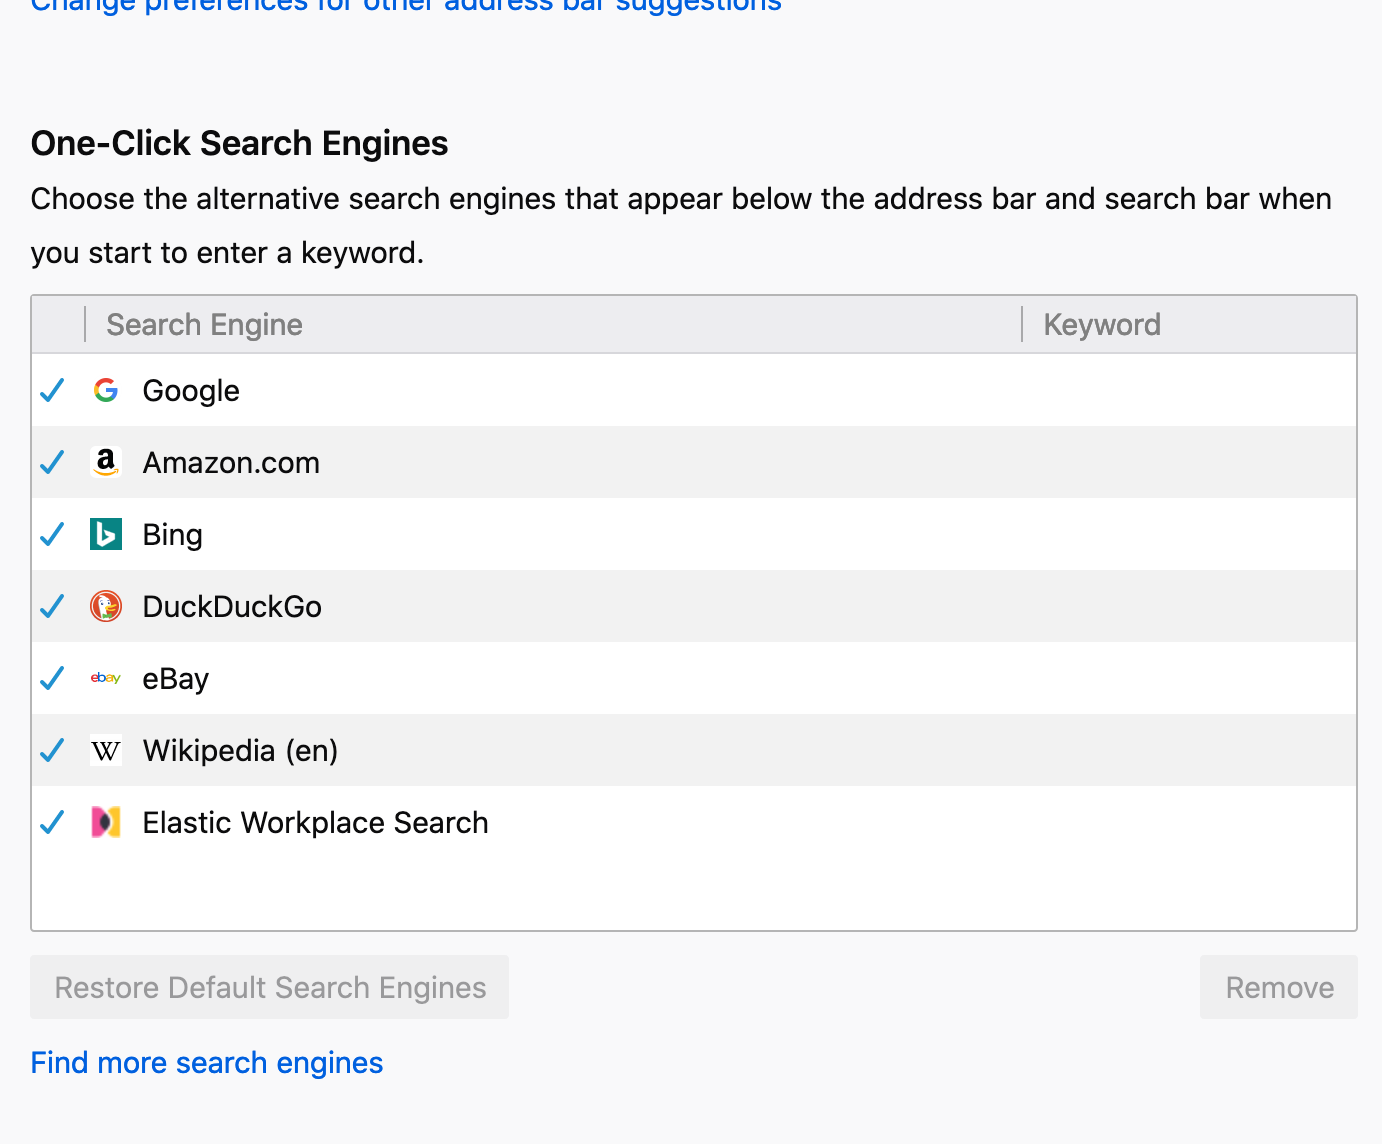 Change preferences for other address bar suggestions
One-Click Search Engines
Choose the alternative search engines that appear below the address bar and search bar when
you start to enter a keyword.
Search Engine Keyword
Google
a Amazon.com
b Bing
DuckDuckGo
ebay eBay
W Wikipedia (en)
Elastic Workplace Search
Restore Default Search Engines Remove
Find more search engines